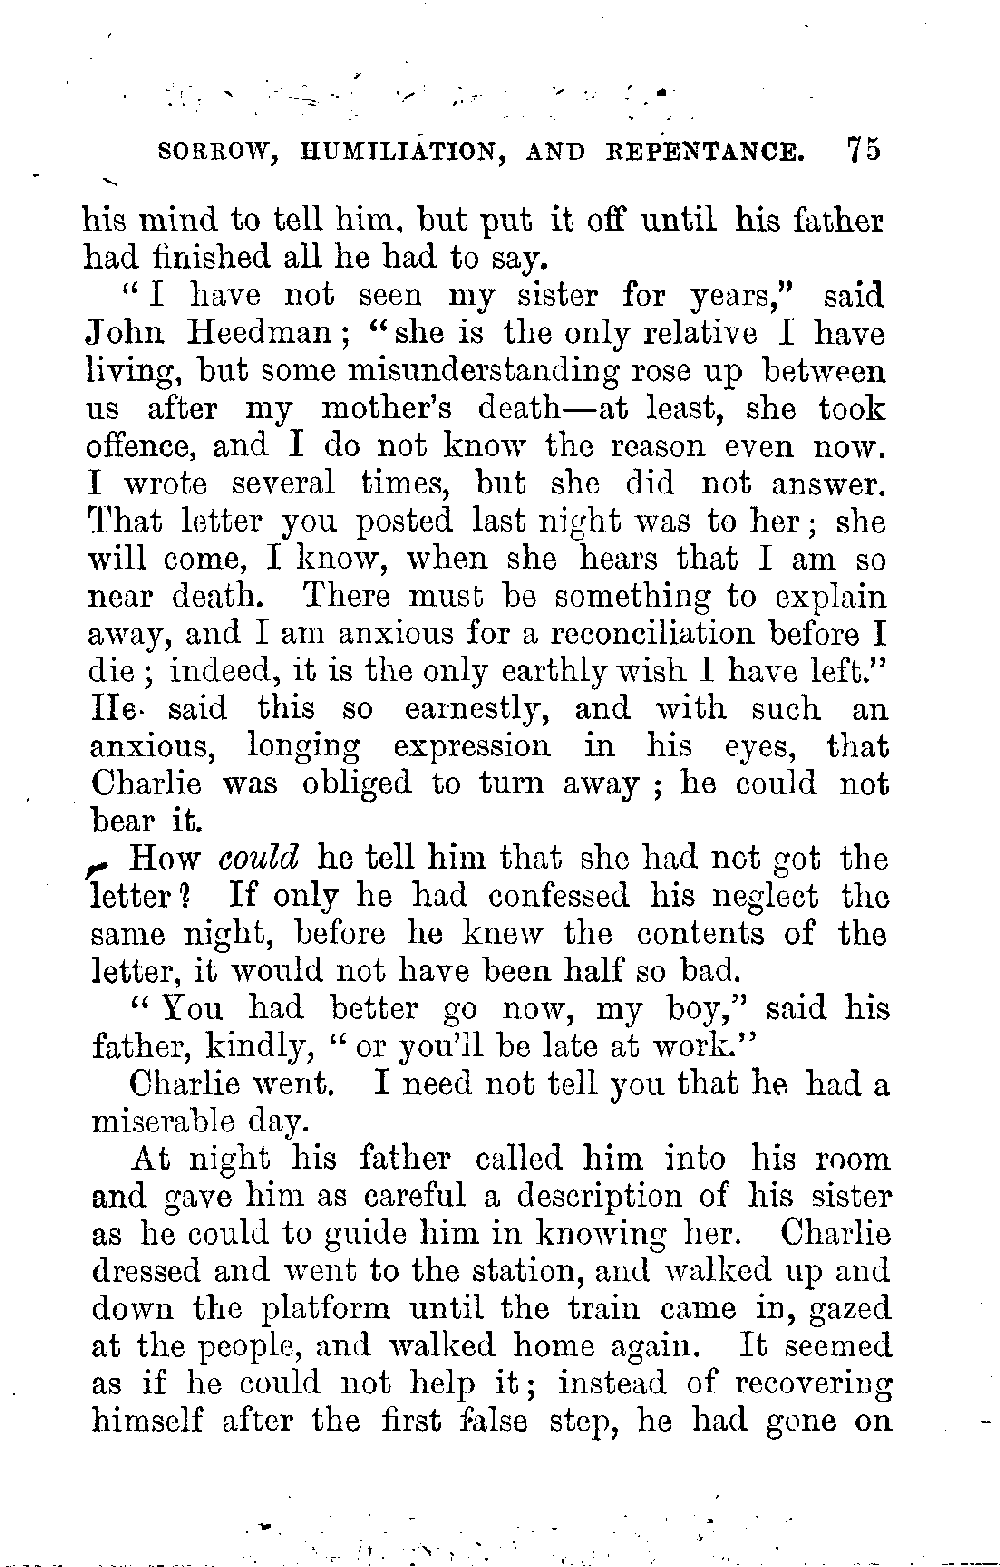 SORROW, HUMILIATION, AND REPENTANCE. 75
his mind to tell him, but put it off until his father
had finished all he had to say.
“I have not seen my sister for years,” said
John Heedman; “she is the only relative I have
living, but some misunderstanding rose up between
us after my mother’s death—at least, she took
offence, and I do not know the reason even now.
I wrote several times, but she did not answer.
That letter you posted last night was to her; she
will come, I know, when she hears that I am so
near death. There must be something to explain
away, and I am anxious for a reconciliation before I
die; indeed, it is the only earthly wish I have left.”
He said this so earnestly, and with such an
anxious, longing expression in his eyes, that
Charlie was obliged to turn away; he could not
bear it.
How could he tell him that she had not got the
letter? If only he had confessed his neglect the
same night, before he knew the contents of the
letter, it would not have been half so bad.
“You had better go now, my boy,” said his
father, kindly, “or you’ll be late at work.”
Charlie went. I need not tell you that he had a
miserable day.
At night his father called him into his room
and gave him as careful a description of his sister
as he could to guide him in knowing her. Charlie
dressed and went to the station, and walked up and
down the platform until the train came in, gazed
at the people, and walked home again. It seemed
as if he could not help it; instead of recovering
himself after the first false step, he had gone on